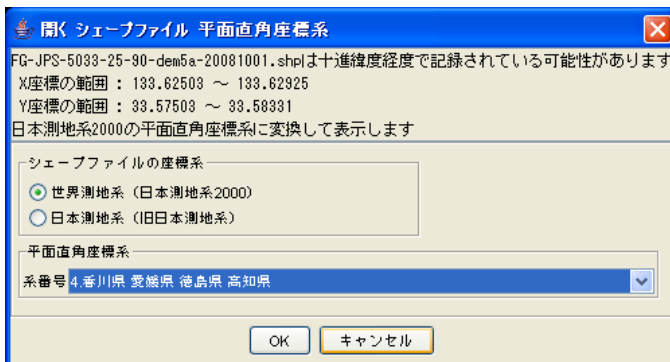 開く シェープファイル 平面直角座標系
FG-JPS-5033-25-90-dem5a-20081001.shpは十進緯度経度で記録されている可能性があります
X座標の範囲 : 133.62503 ～ 133.62925
Y座標の範囲 : 33.57503 ～ 33.58331
日本測地系2000の平面直角座標系に変換して表示します
シェープファイルの座標系
世界測地系 (日本測地系2000)
日本測地系 (旧日本測地系)
平面直角座標系
系番号 4.香川県 愛媛県 徳島県 高知県
OK キャンセル